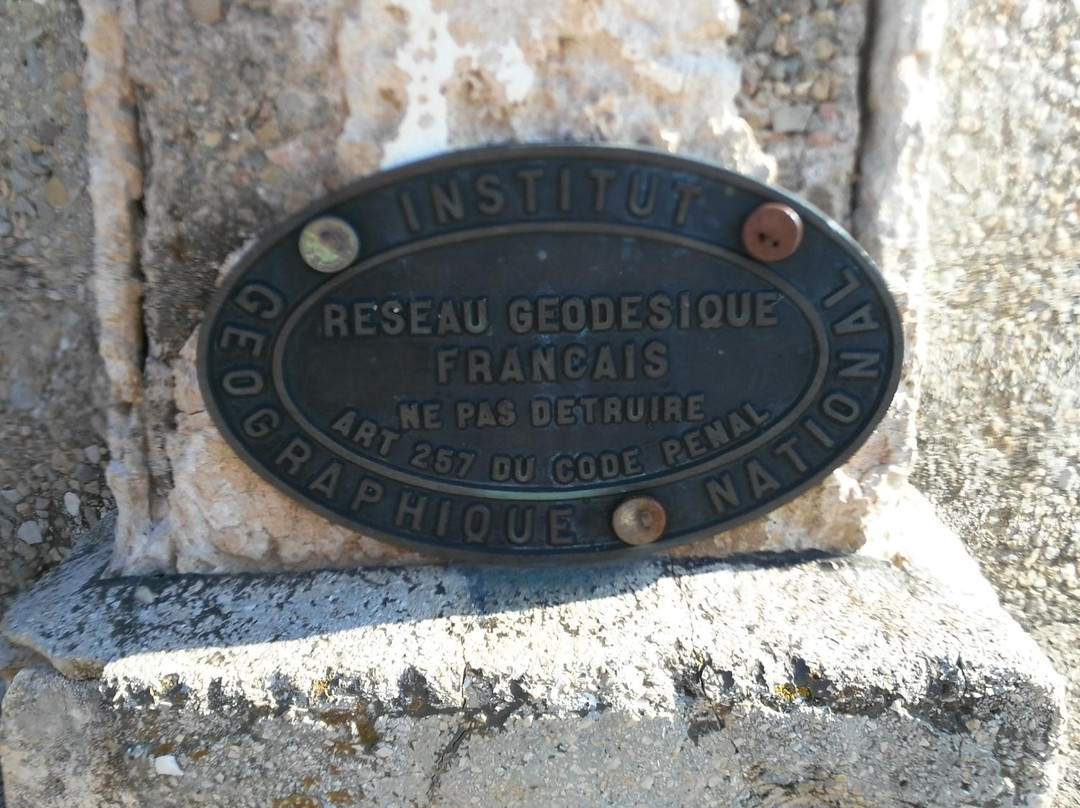 INSTITUT
GEOGRAPHIQUE
NATIONAL
RESEAU GEODESIQUE
FRANCAIS
NE PAS DETRUIRE
ART 257 DU CODE PENAL